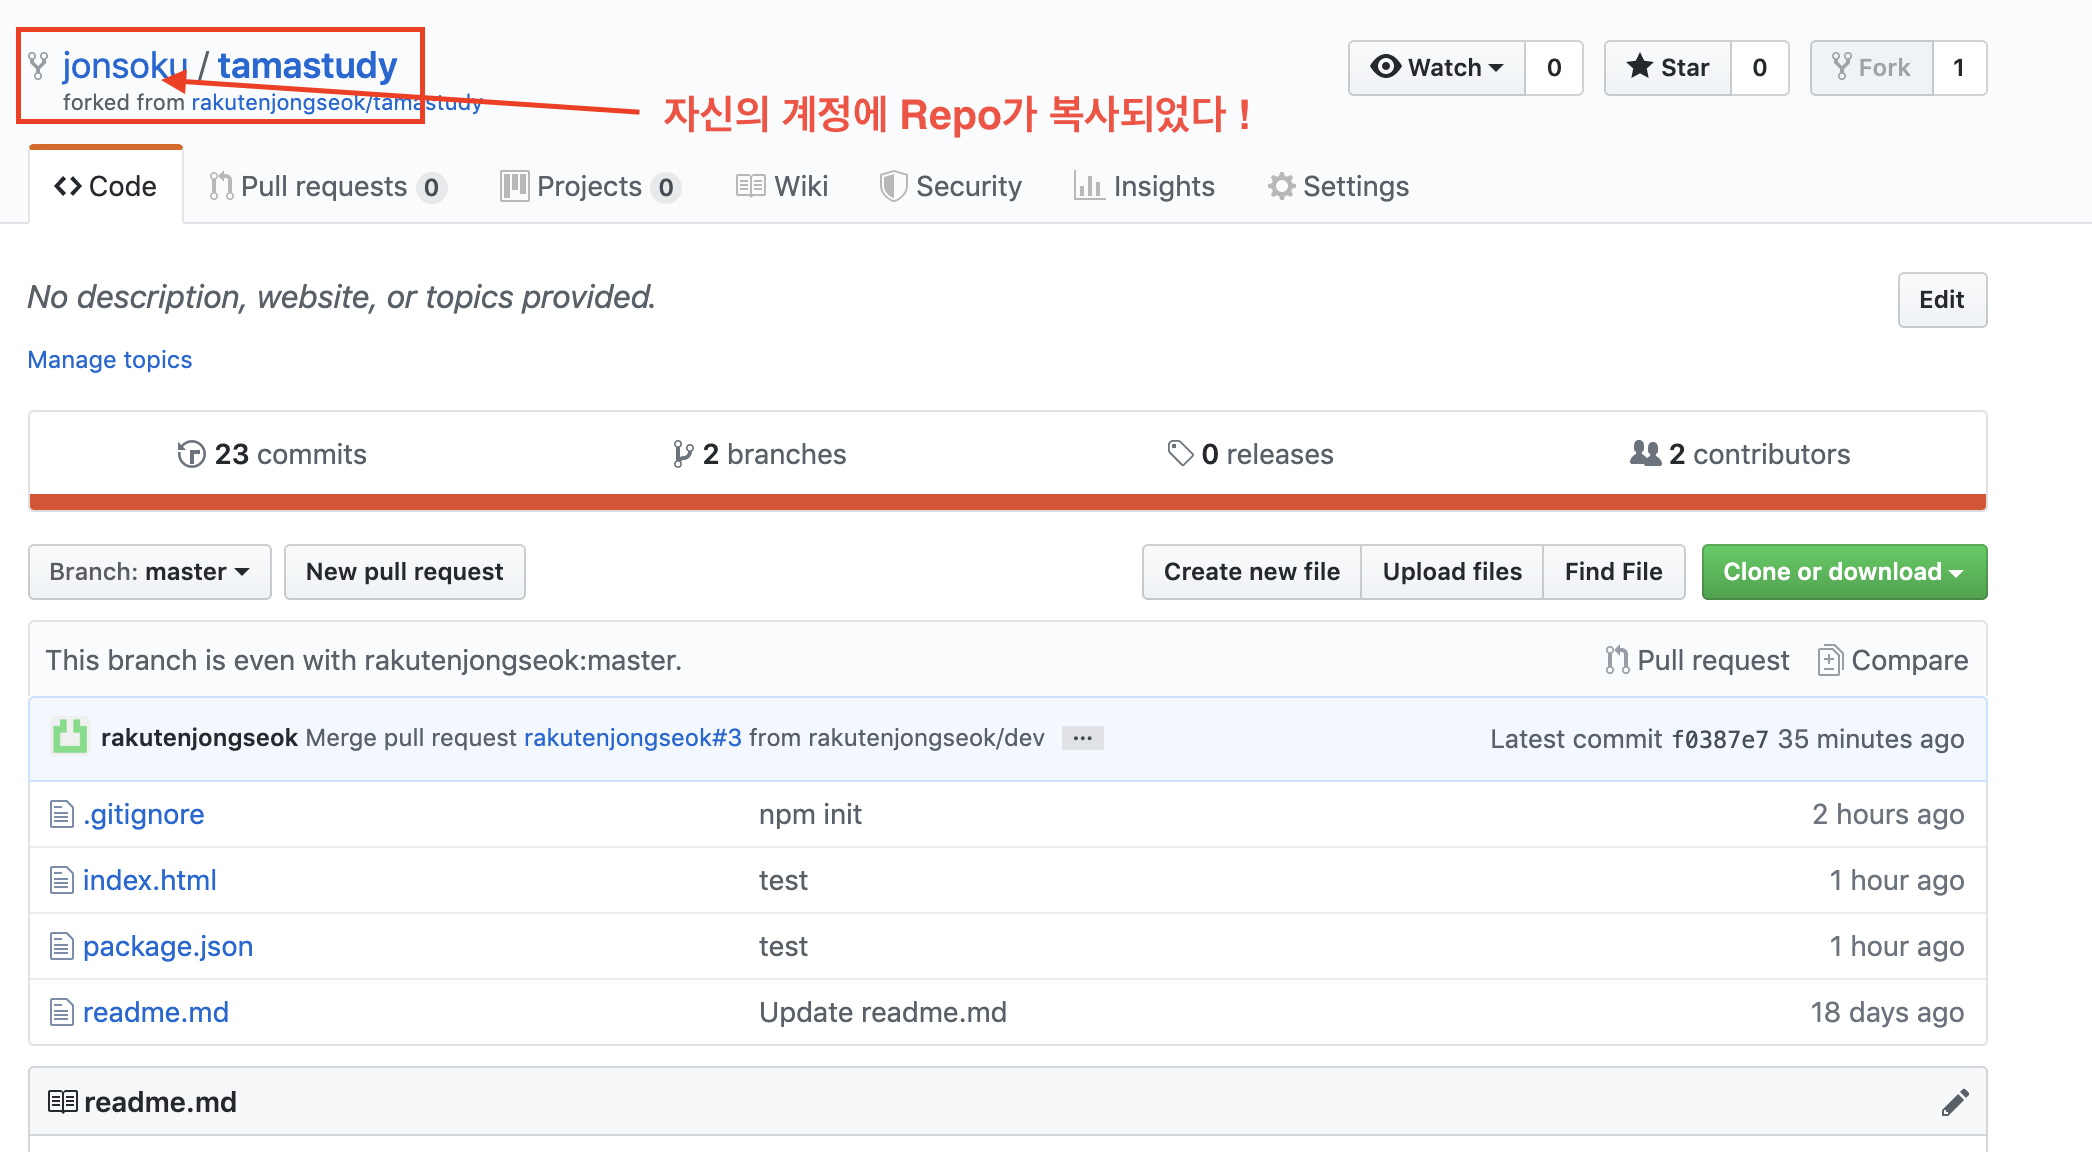 jonsoku / tamastudy
forked from rakutenjongseok/tamastudy
Watch 0 Star 0 Fork 1
자신의 계정에 Repo가 복사되었다 !
Code Pull requests 0 Projects 0 Wiki Security Insights Settings
No description, website, or topics provided.
Edit
Manage topics
23 commits 2 branches 0 releases 2 contributors
Branch: master New pull request Create new file Upload files Find File Clone or download
This branch is even with rakutenjongseok:master. Pull request Compare
rakutenjongseok Merge pull request rakutenjongseok#3 from rakutenjongseok/dev ... Latest commit f0387e7 35 minutes ago
.gitignore npm init 2 hours ago
index.html test 1 hour ago
package.json test 1 hour ago
readme.md Update readme.md 18 days ago
readme.md